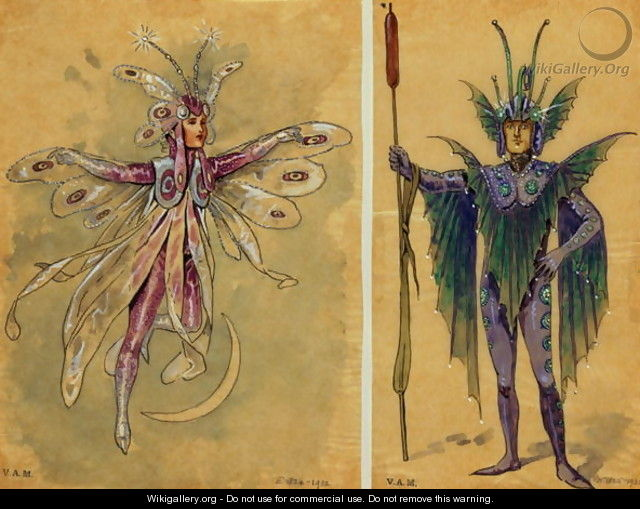 WikiGallery.Org
V.A.M.
V.A.M.
Wikigallery.org - Do not use for commercial use. Do not remove this warning.